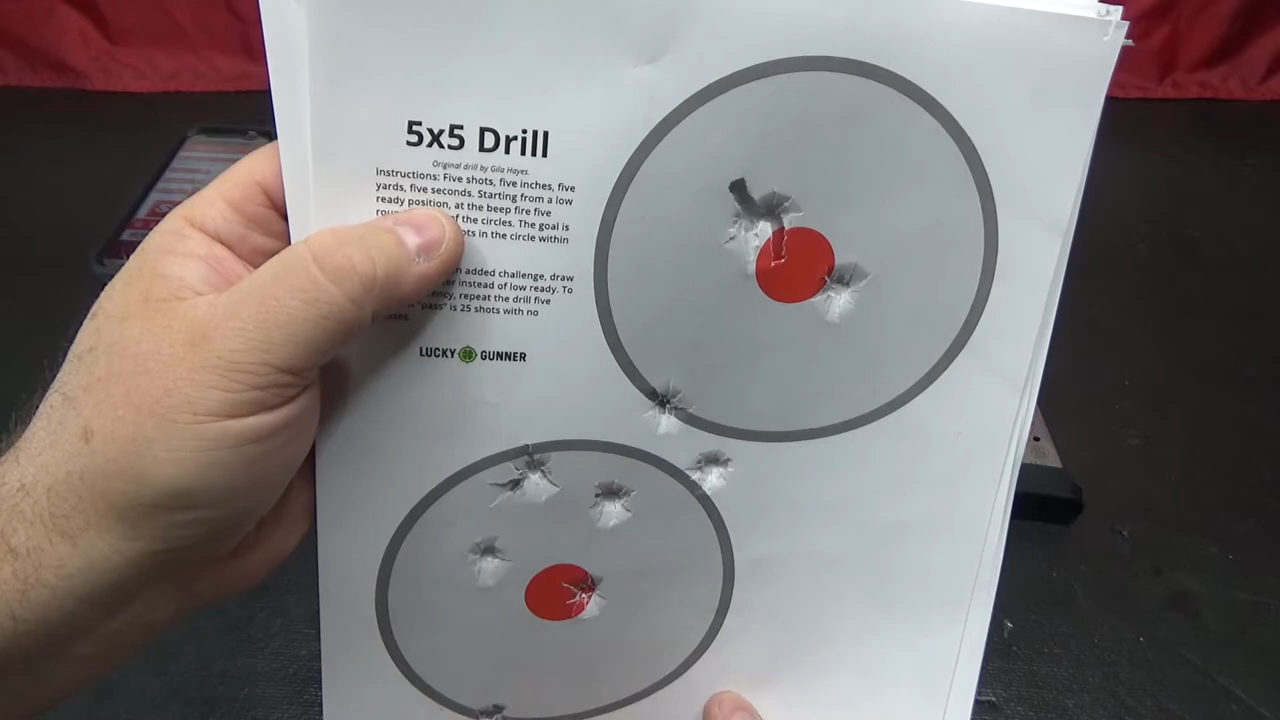 5x5 Drill
Original drill by Gila Hayes.
Instructions: Five shots, five inches, five
yards, five seconds. Starting from a low
ready position, at the beep fire five
of the circles. The goal is
in the circle within
added challenge, draw
instead of low ready. To
repeat the drill five
"pass" is 25 shots with no
LUCKY GUNNER